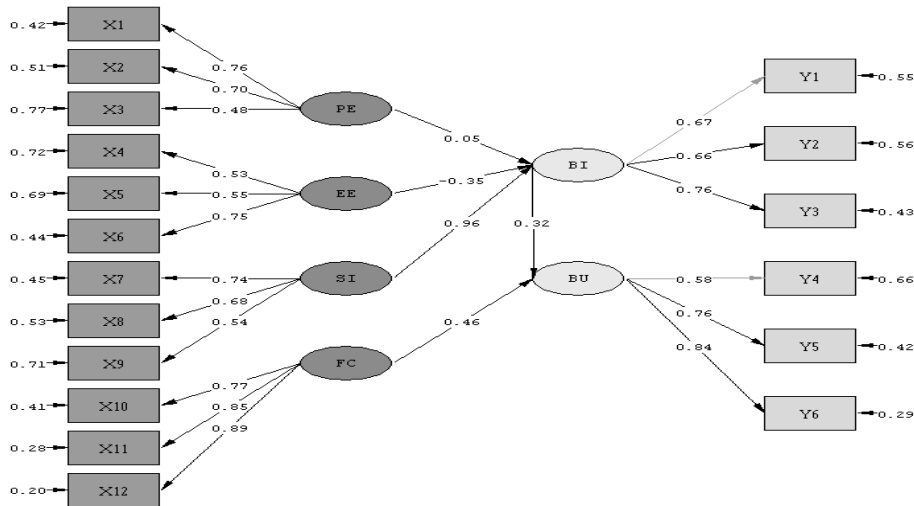 0.42 X1
0.51 X2
0.77 X3
0.72 X4
0.69 X5
0.44 X6
0.45 X7
0.53 X8
0.71 X9
0.41 X10
0.28 X11
0.20 X12
0.76
0.70
0.48
0.53
0.55
0.75
0.74
0.68
0.54
0.77
0.85
0.89
PE
EE
SI
FC
0.05
-0.35
0.96
0.32
0.46
BI
BU
0.67
0.66
0.76
0.58
0.76
0.84
Y1 0.55
Y2 0.56
Y3 0.43
Y4 0.66
Y5 0.42
Y6 0.29